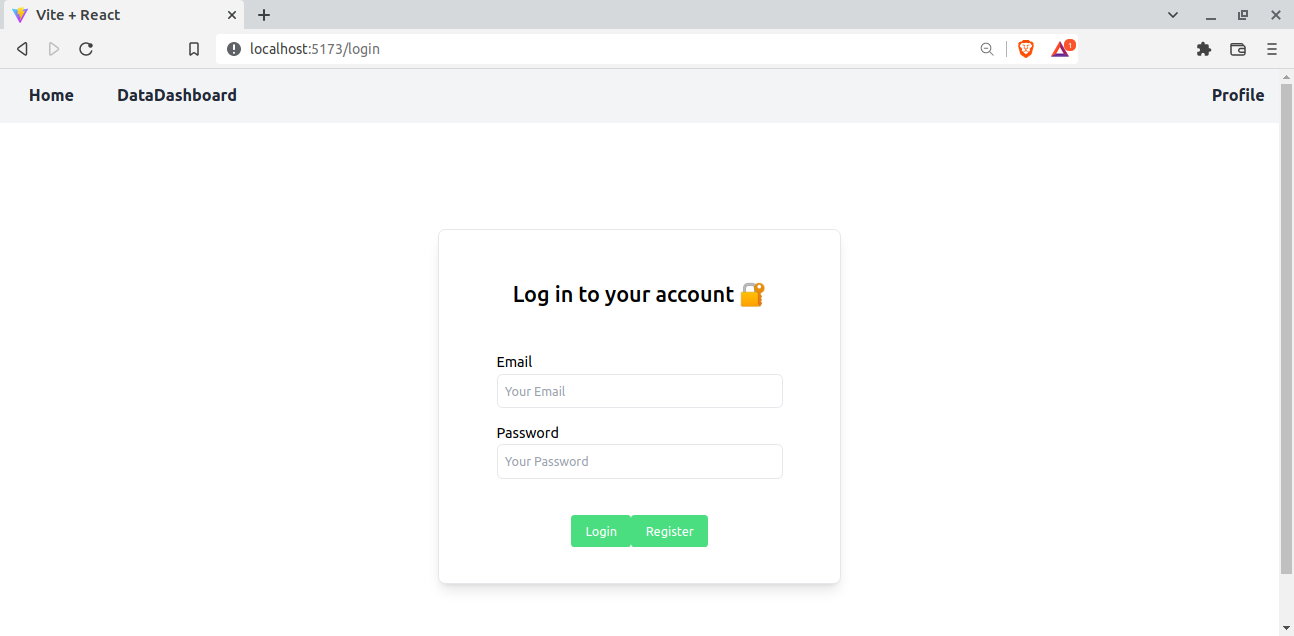 Vite + React
localhost:5173/login
1
Home DataDashboard Profile
Log in to your account 🔐
Email
Your Email
Password
Your Password
Login Register